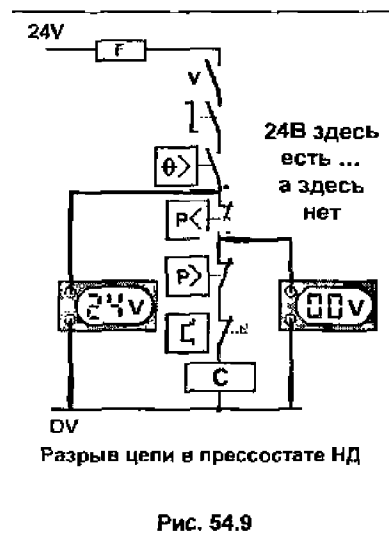 24V
F
V
24В здесь
есть ...
а здесь
нет
θ>
P<
P>
24V
00V
C
0V
Разрыв цепи в прессостате НД
Рис. 54.9